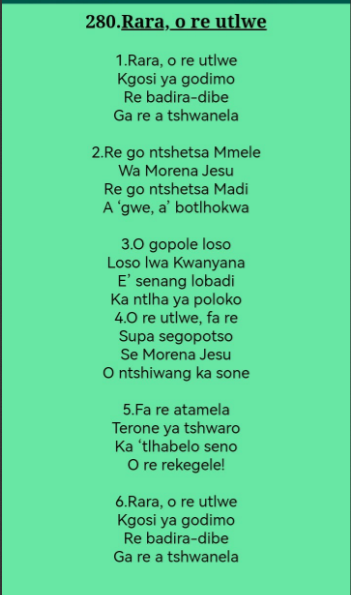 280.Rara, o re utlwe
1.Rara, o re utlwe
Kgosi ya godimo
Re badira-dibe
Ga re a tshwanela
2.Re go ntshetsa Mmele
Wa Morena Jesu
Re go ntshetsa Madi
A ‘gwe, a’ botlhokwa
3.O gopole loso
Loso lwa Kwanyana
E’ senang lobadi
Ka ntlha ya poloko
4.O re utlwe, fa re
Supa segopotso
Se Morena Jesu
O ntshiwang ka sone
5.Fa re atamela
Terone ya tshwaro
Ka ‘tlhabelo seno
O re rekegele!
6.Rara, o re utlwe
Kgosi ya godimo
Re badira-dibe
Ga re a tshwanela